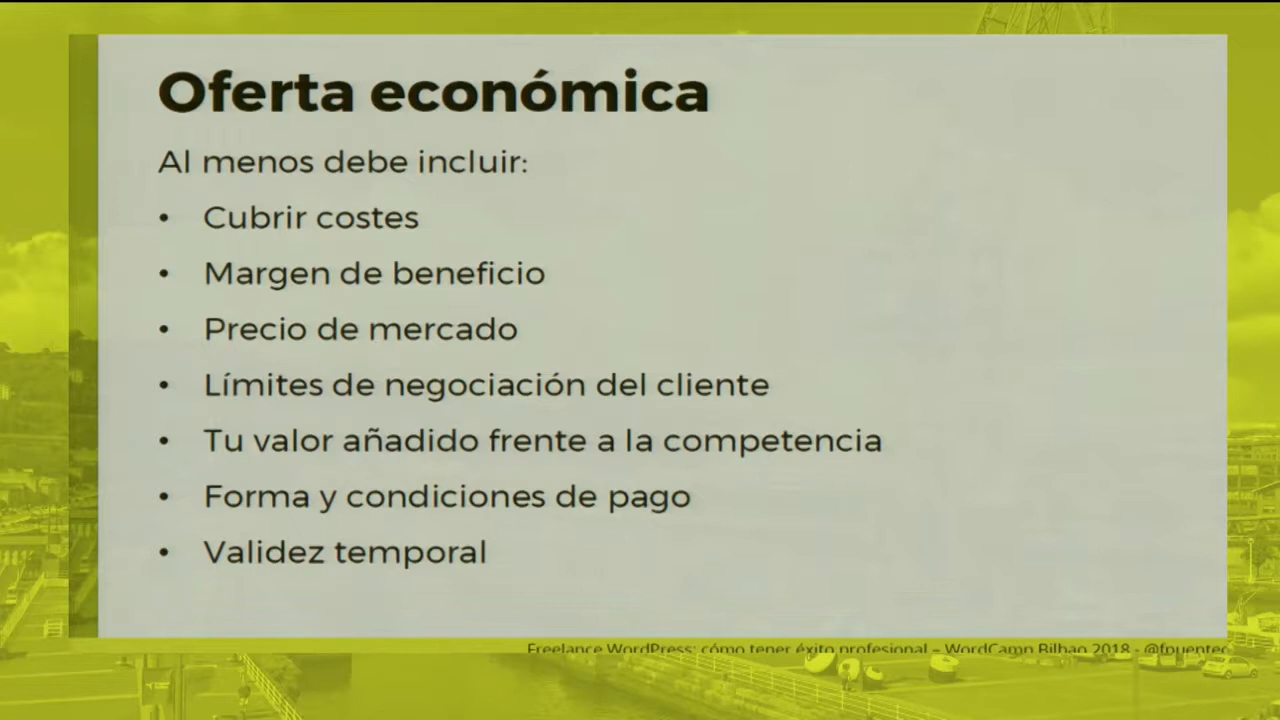 Oferta económica
Al menos debe incluir:
• Cubrir costes
• Margen de beneficio
• Precio de mercado
• Límites de negociación del cliente
• Tu valor añadido frente a la competencia
• Forma y condiciones de pago
• Validez temporal
Freelance WordPress: cómo tener éxito profesional – WordCamp Bilbao 2018 - @fpuenteo